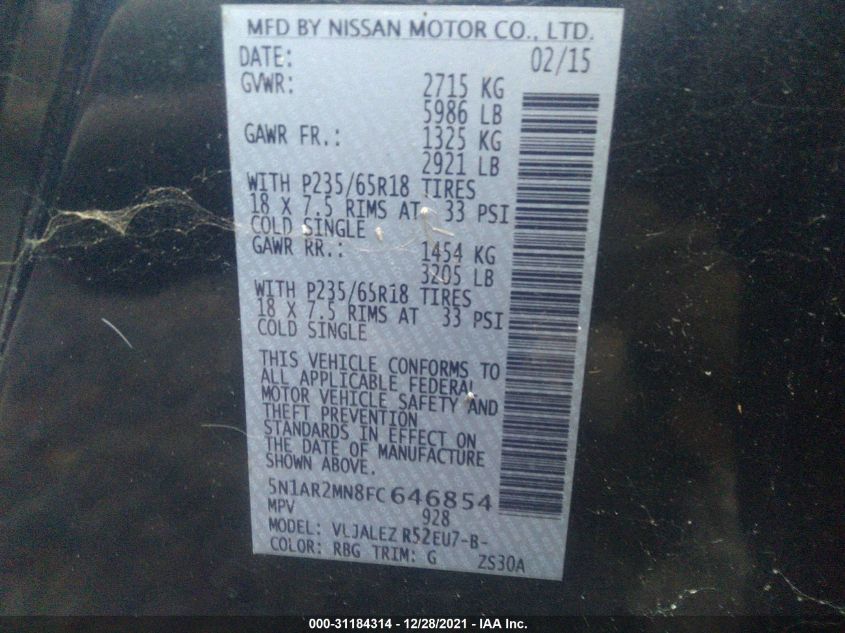 MFD BY NISSAN MOTOR CO., LTD.
DATE: 02/15
GVWR: 2715 KG
5986 LB
GAWR FR.: 1325 KG
2921 LB
WITH P235/65R18 TIRES
18 X 7.5 RIMS AT 33 PSI
COLD SINGLE
GAWR RR.: 1454 KG
3205 LB
WITH P235/65R18 TIRES
18 X 7.5 RIMS AT 33 PSI
COLD SINGLE
THIS VEHICLE CONFORMS TO
ALL APPLICABLE FEDERAL
MOTOR VEHICLE SAFETY AND
THEFT PREVENTION
STANDARDS IN EFFECT ON
THE DATE OF MANUFACTURE
SHOWN ABOVE.
5N1AR2MN8FC646854
MPV 928
MODEL: VLJALEZ R52EU7-B-
COLOR: RBG TRIM: G ZS30A
000-31184314 - 12/28/2021 - IAA Inc.